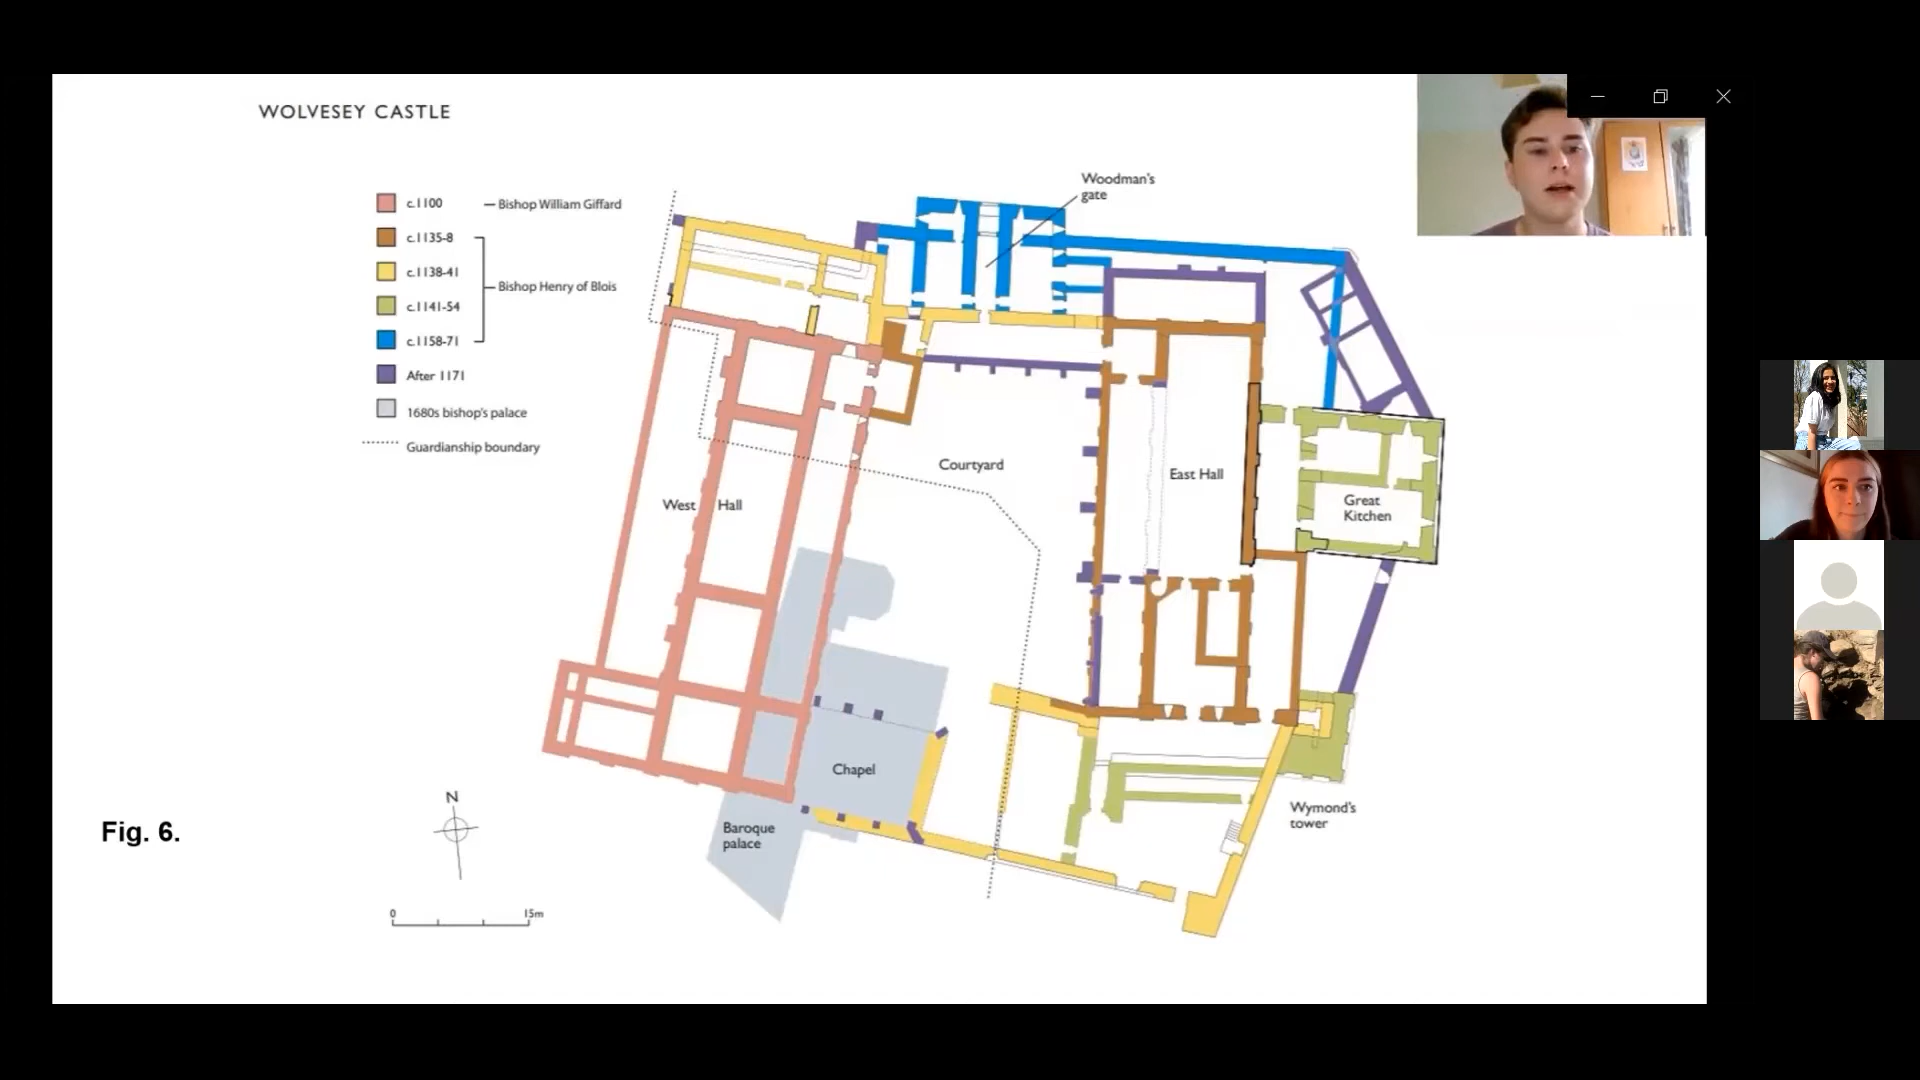 WOLVESEY CASTLE
c.1100
Bishop William Giffard
c.1135-8
c.1138-41
Bishop Henry of Blois
c.1141-54
c.1158-71
After 1171
1680s bishop's palace
Guardianship boundary
Woodman's
gate
Courtyard
East Hall
West Hall
Great
Kitchen
Chapel
Baroque
palace
Wymond's
tower
N
Fig. 6.
0 15m